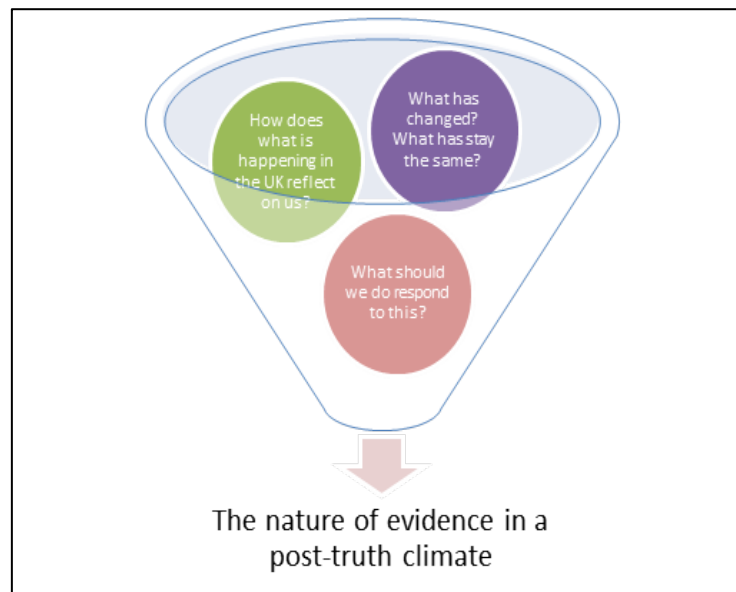 How does
what is
happening in
the UK reflect
on us?
What has
changed?
What has stay
the same?
What should
we do respond
to this?
The nature of evidence in a
post-truth climate